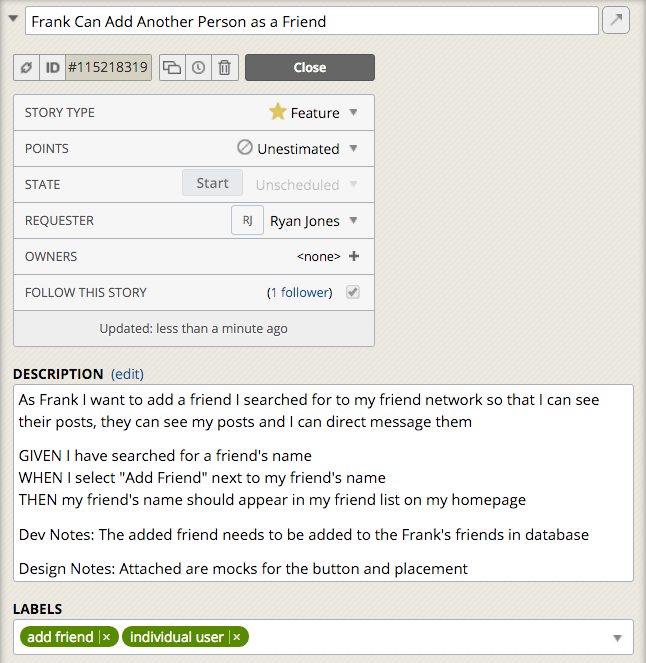 Frank Can Add Another Person as a Friend
ID #115218319 Close
STORY TYPE Feature
POINTS Unestimated
STATE Start Unscheduled
REQUESTER RJ Ryan Jones
OWNERS <none> +
FOLLOW THIS STORY (1 follower)
Updated: less than a minute ago
DESCRIPTION (edit)
As Frank I want to add a friend I searched for to my friend network so that I can see
their posts, they can see my posts and I can direct message them
GIVEN I have searched for a friend's name
WHEN I select "Add Friend" next to my friend's name
THEN my friend's name should appear in my friend list on my homepage
Dev Notes: The added friend needs to be added to the Frank's friends in database
Design Notes: Attached are mocks for the button and placement
LABELS
add friend × individual user ×